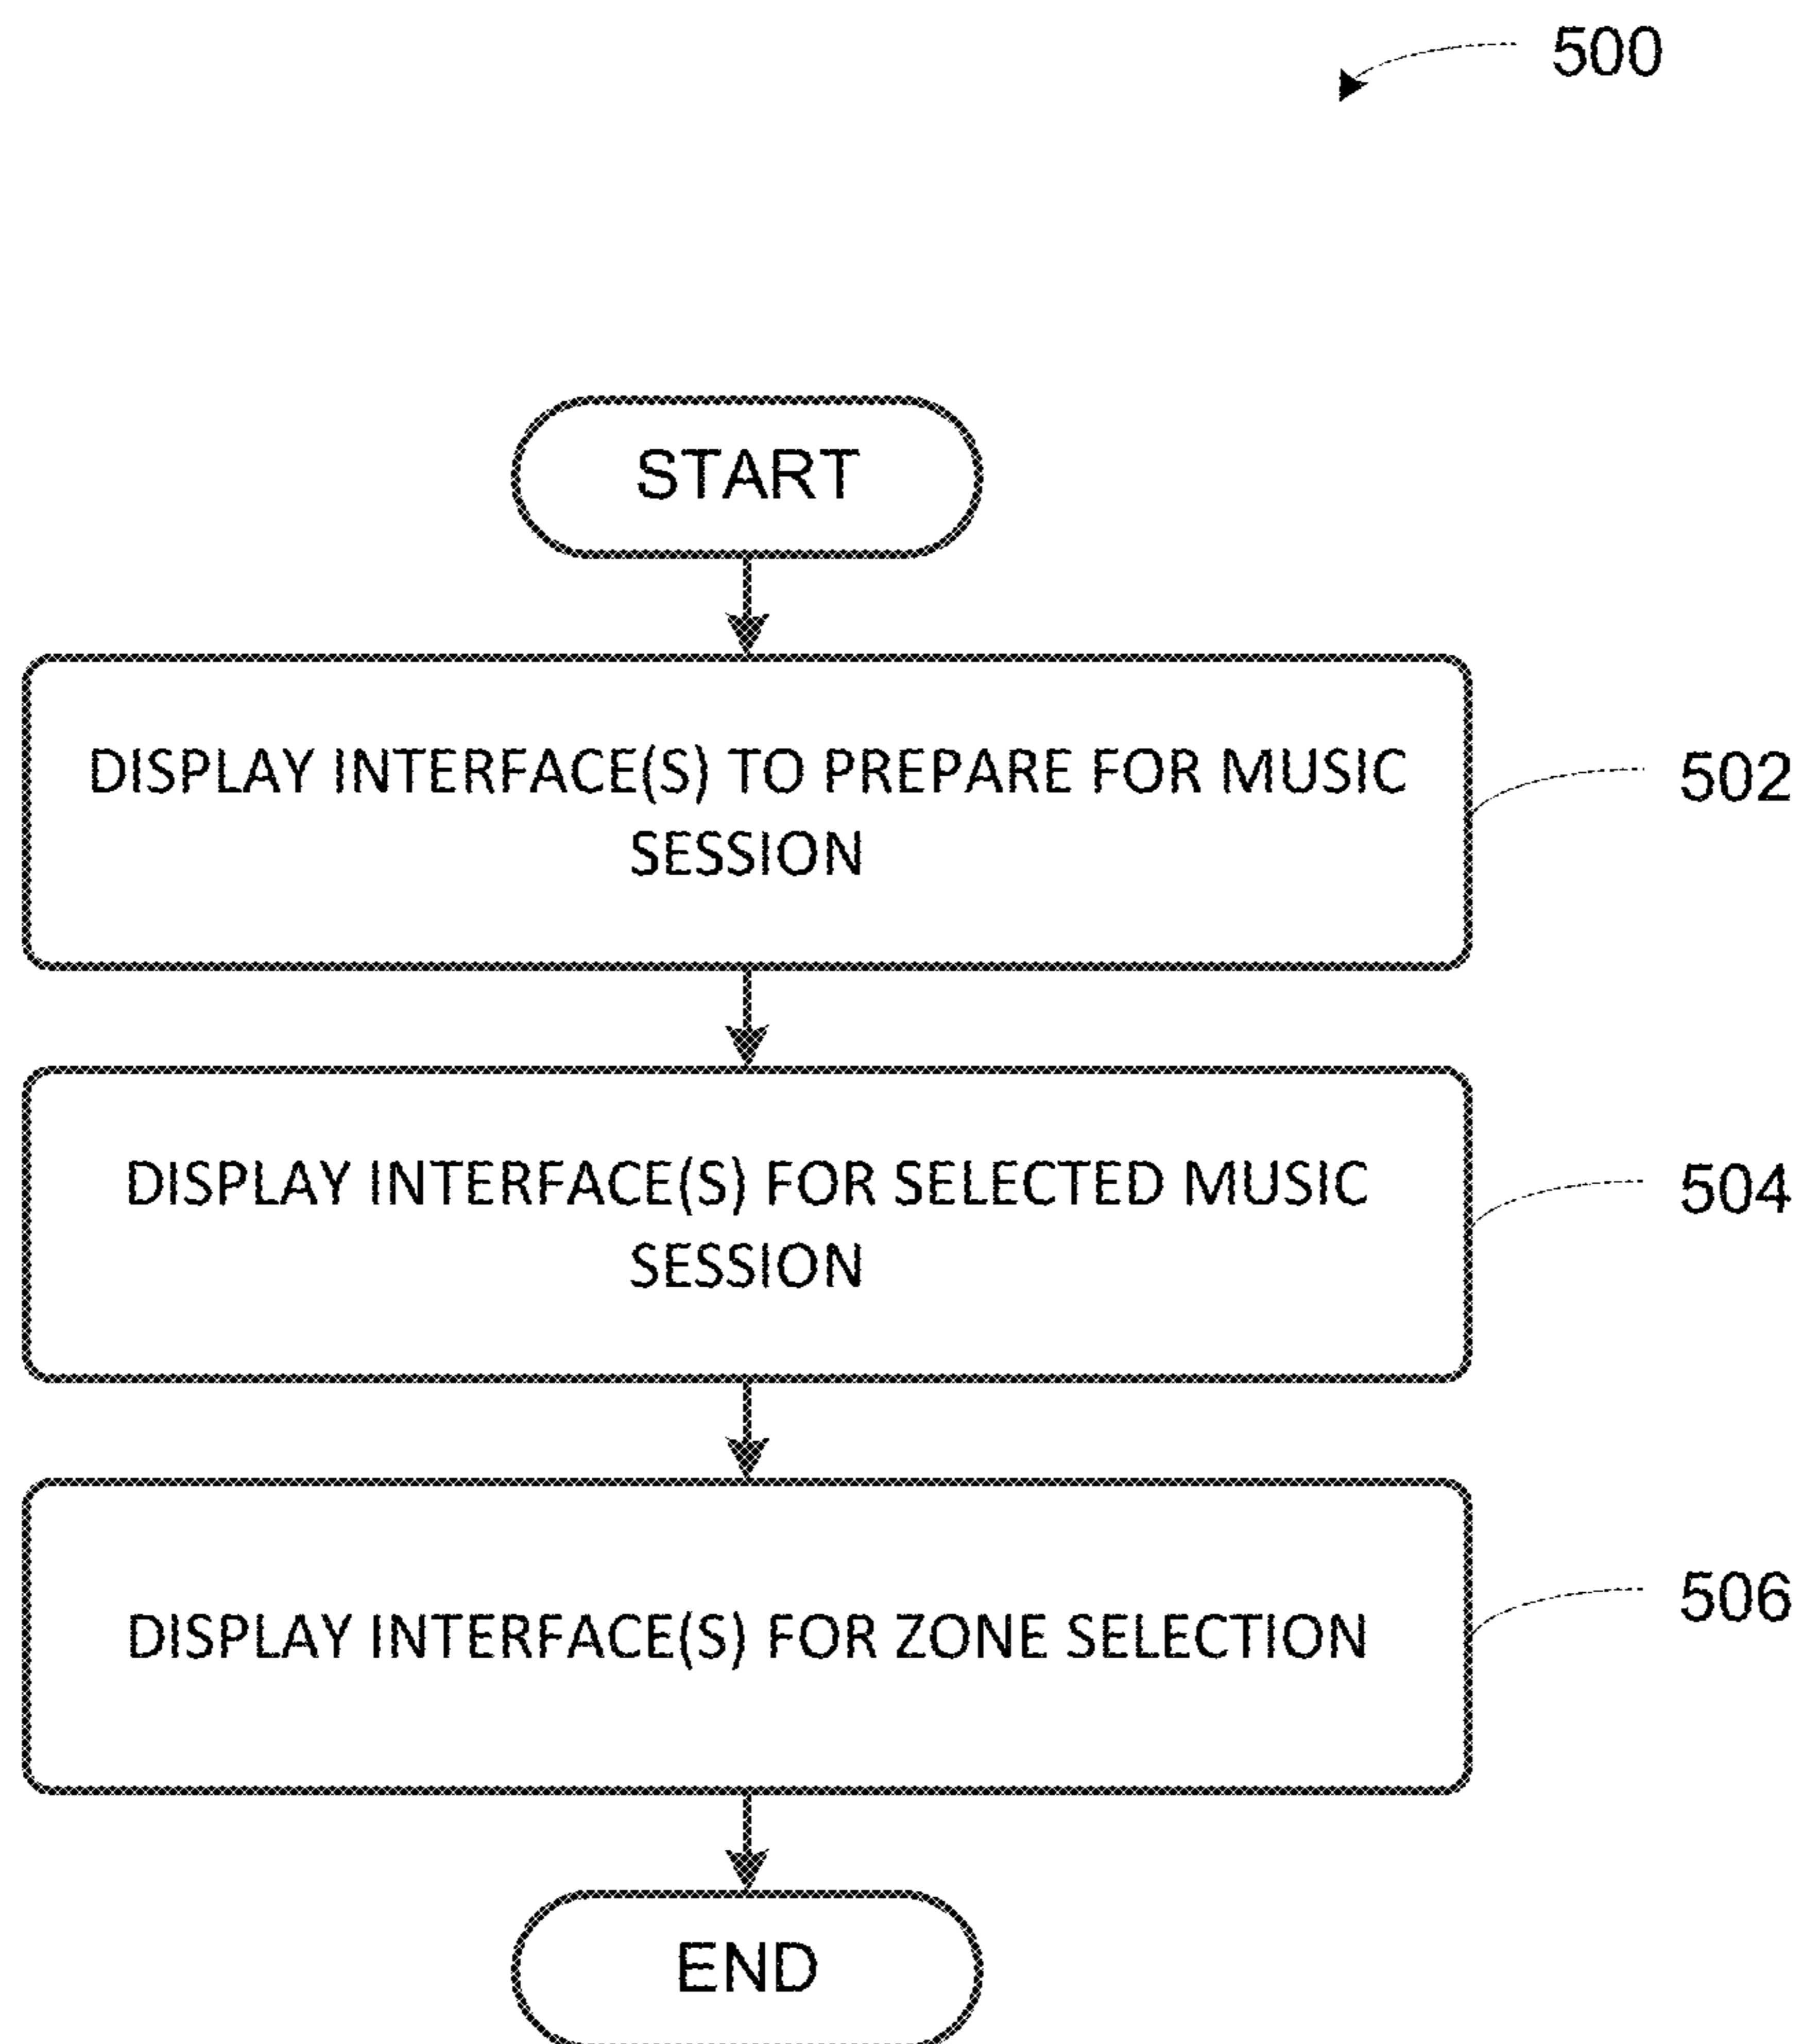 500
START
DISPLAY INTERFACE(S) TO PREPARE FOR MUSIC
SESSION
502
DISPLAY INTERFACE(S) FOR SELECTED MUSIC
SESSION
504
DISPLAY INTERFACE(S) FOR ZONE SELECTION
506
END